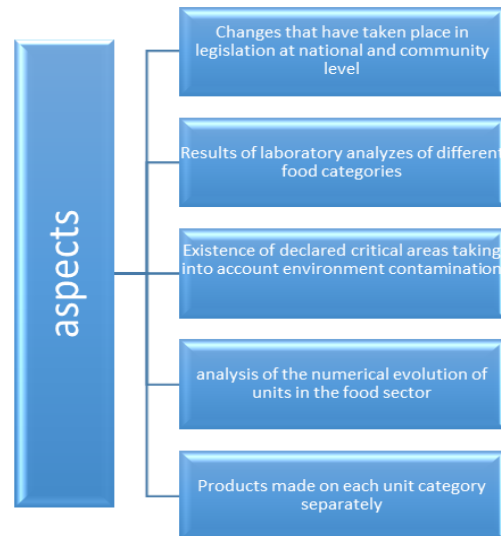 aspects
Changes that have taken place in
legislation at national and community
level
Results of laboratory analyzes of different
food categories
Existence of declared critical areas taking
into account environment contamination
analysis of the numerical evolution of
units in the food sector
Products made on each unit category
separately